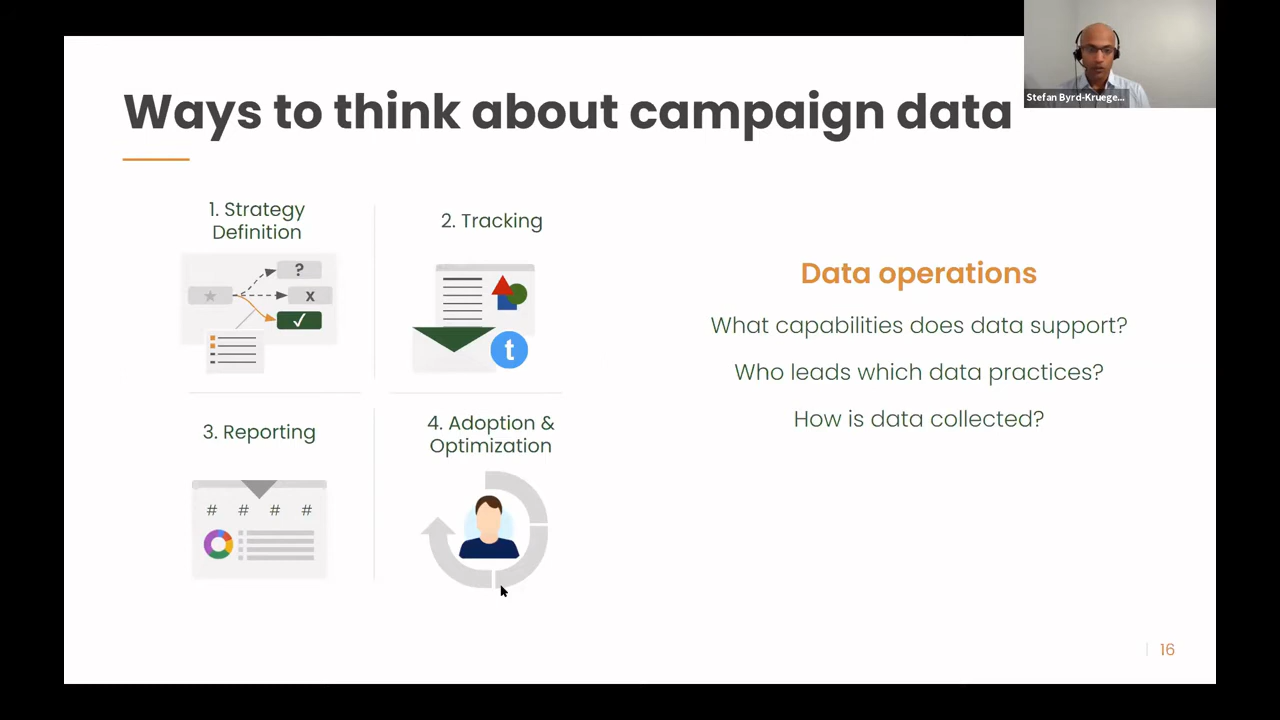 Ways to think about campaign data
Stefan Byrd-Kruege...
1. Strategy
Definition
?
x
✓
2. Tracking
t
3. Reporting
# # # #
4. Adoption &
Optimization
Data operations
What capabilities does data support?
Who leads which data practices?
How is data collected?
16